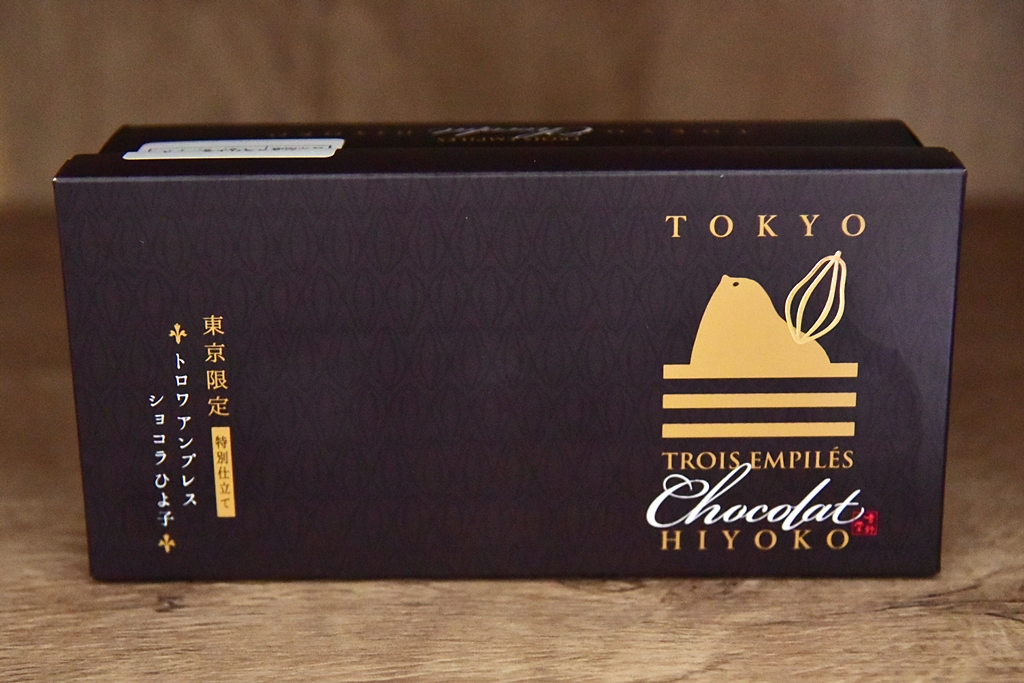 TOKYO
TROIS EMPILÉS
Chocolat
HIYOKO
東京限定
特別仕立て
トロワアンプレス
ショコラひよ子